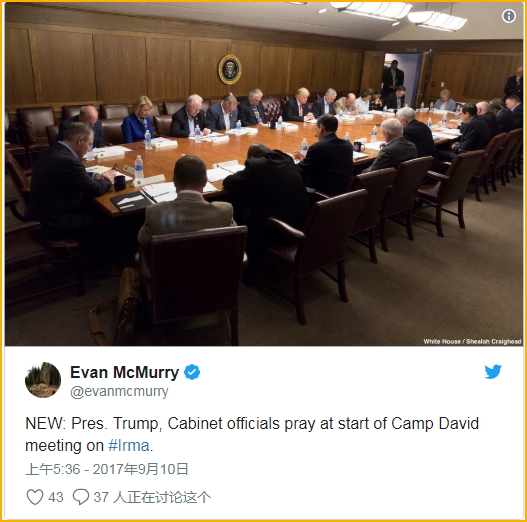 White House / Shealah Craighead
Evan McMurry
@evanmcmurry
NEW: Pres. Trump, Cabinet officials pray at start of Camp David
meeting on #Irma.
上午5:36 - 2017年9月10日
43 37 人正在讨论这个